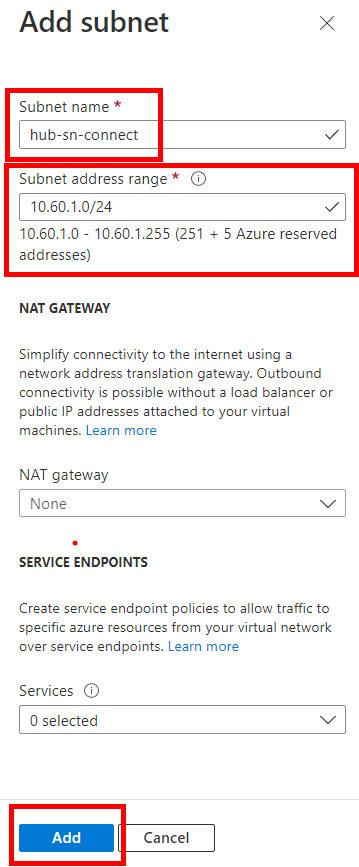 Add subnet
Subnet name *
hub-sn-connect
Subnet address range *
10.60.1.0/24
10.60.1.0 - 10.60.1.255 (251 + 5 Azure reserved
addresses)
NAT GATEWAY
Simplify connectivity to the internet using a
network address translation gateway. Outbound
connectivity is possible without a load balancer or
public IP addresses attached to your virtual
machines. Learn more
NAT gateway
None
SERVICE ENDPOINTS
Create service endpoint policies to allow traffic to
specific azure resources from your virtual network
over service endpoints. Learn more
Services
0 selected
Add Cancel